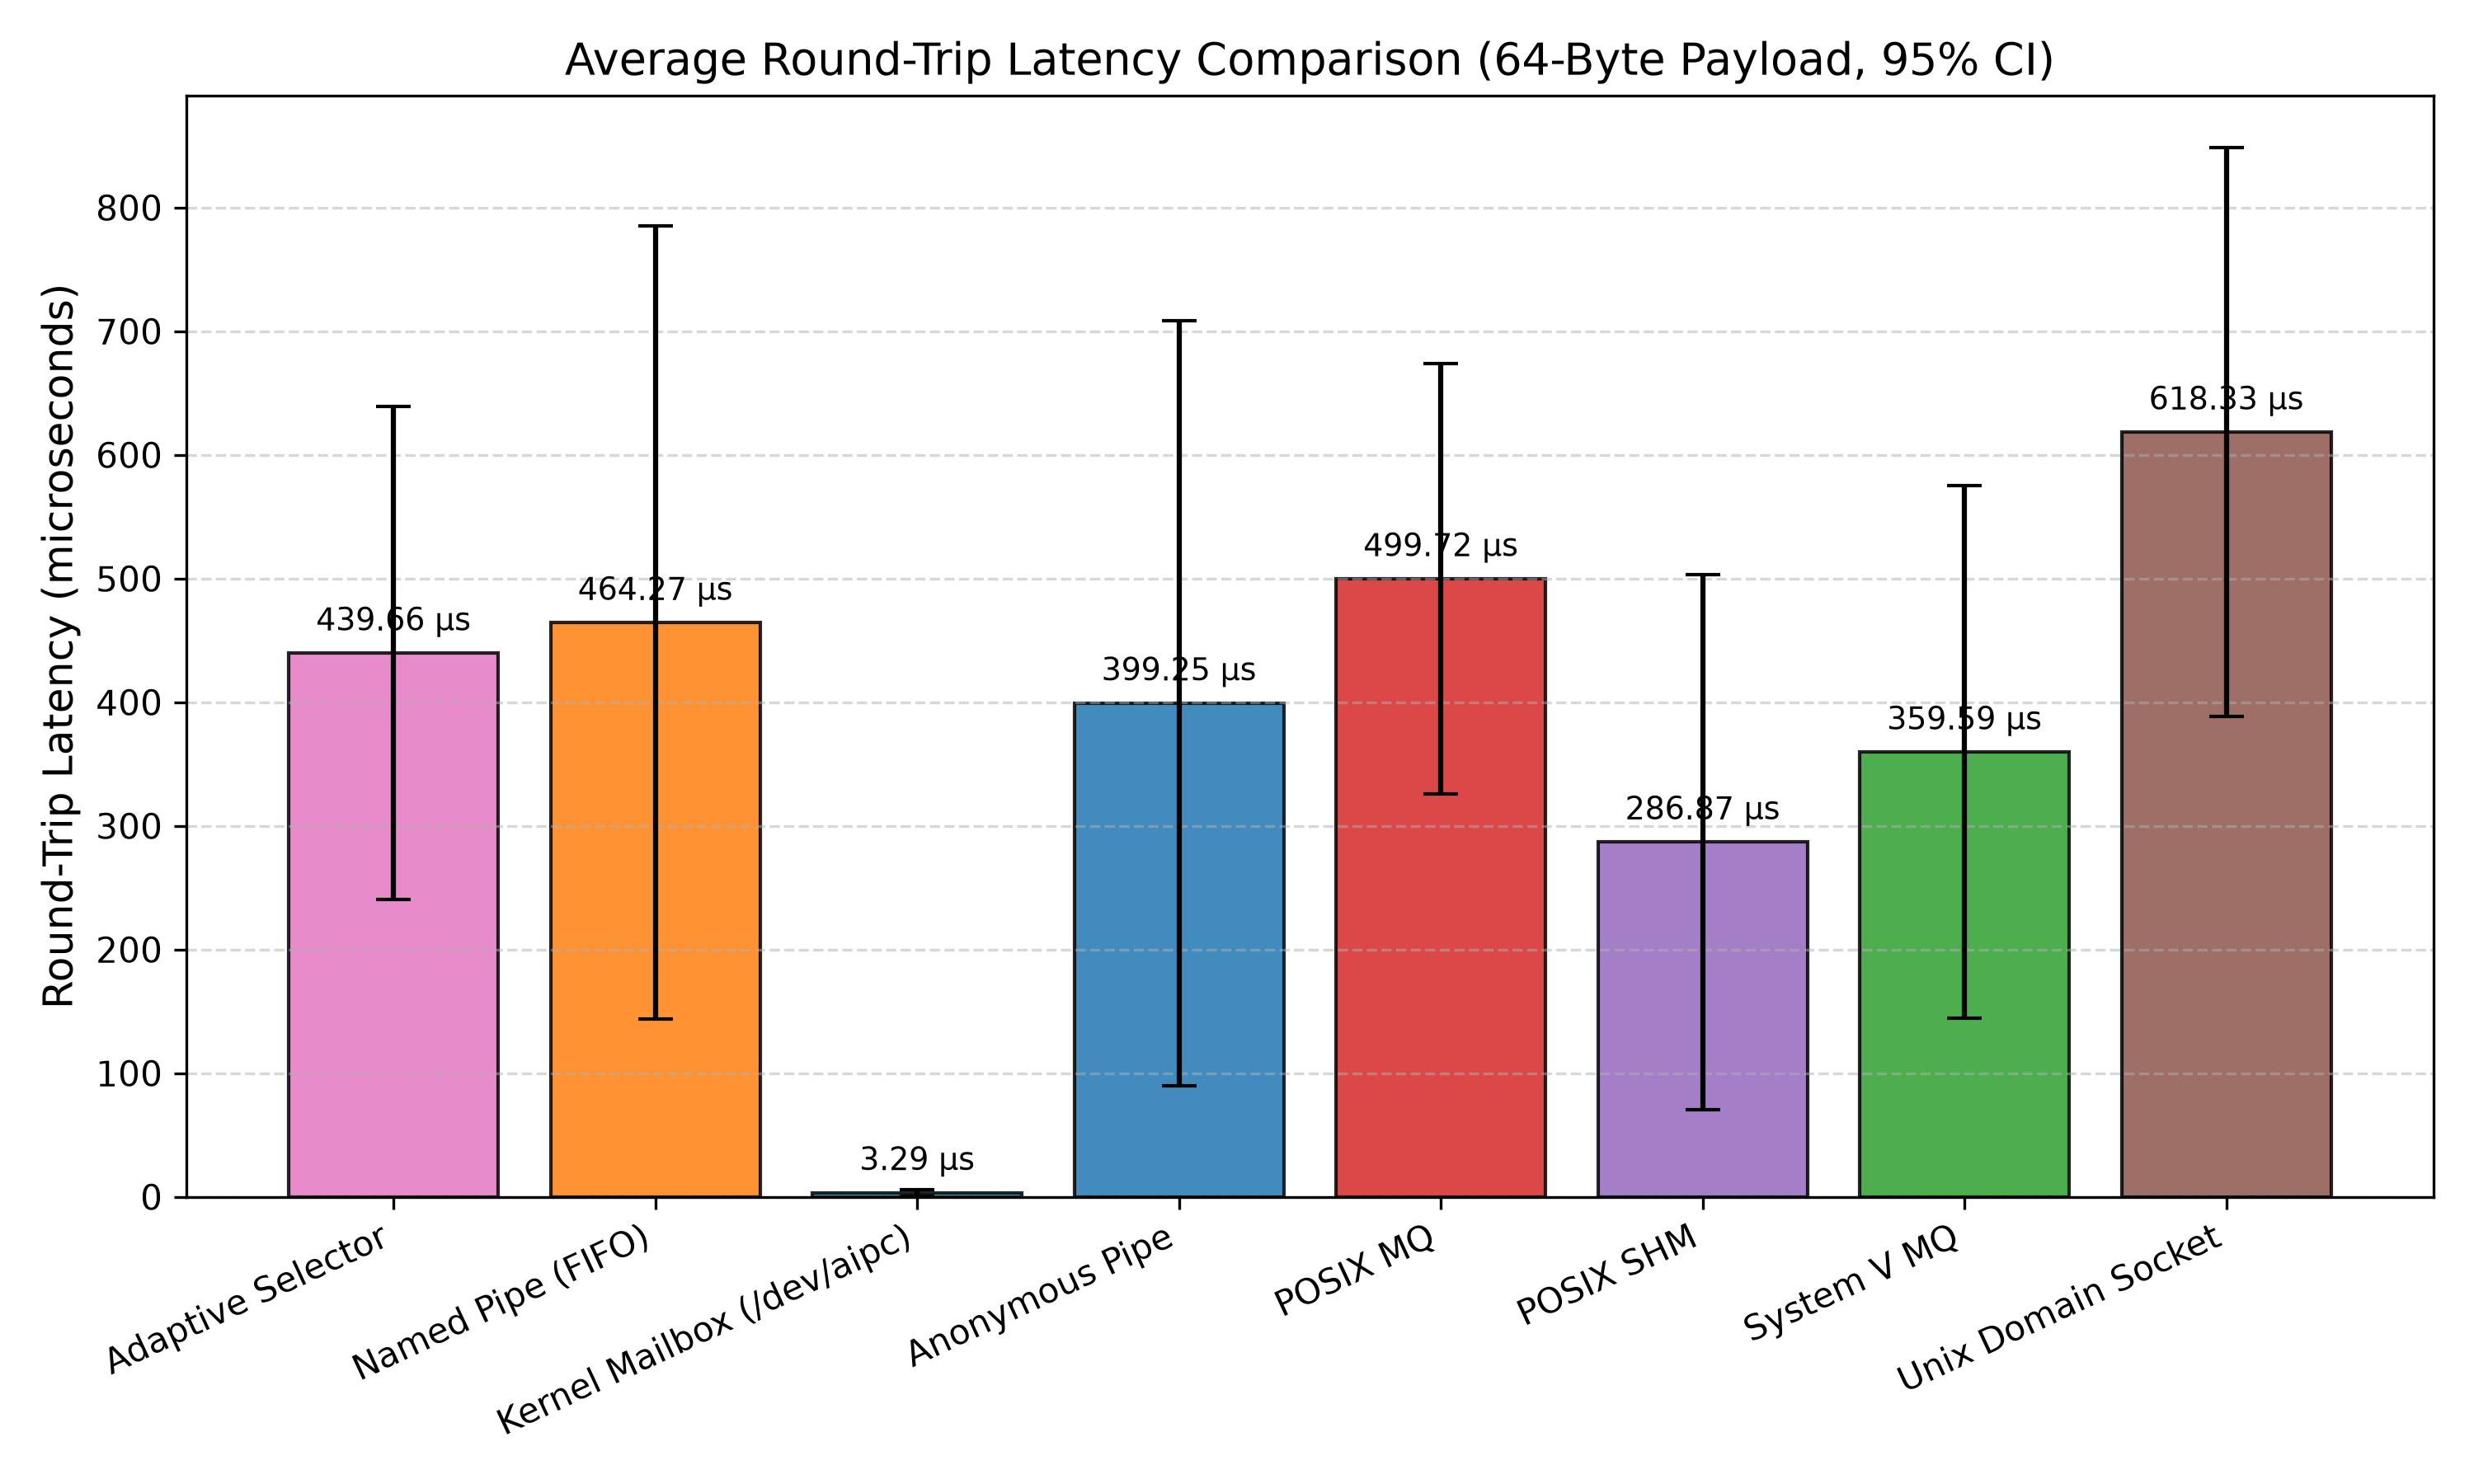 Average Round-Trip Latency Comparison (64-Byte Payload, 95% CI)
Round-Trip Latency (microseconds)
800
700
600
500
400
300
200
100
0
439.66 µs
464.27 µs
3.29 µs
399.25 µs
499.72 µs
286.87 µs
359.59 µs
618.33 µs
Adaptive Selector
Named Pipe (FIFO)
Kernel Mailbox (/dev/aipc)
Anonymous Pipe
POSIX MQ
POSIX SHM
System V MQ
Unix Domain Socket